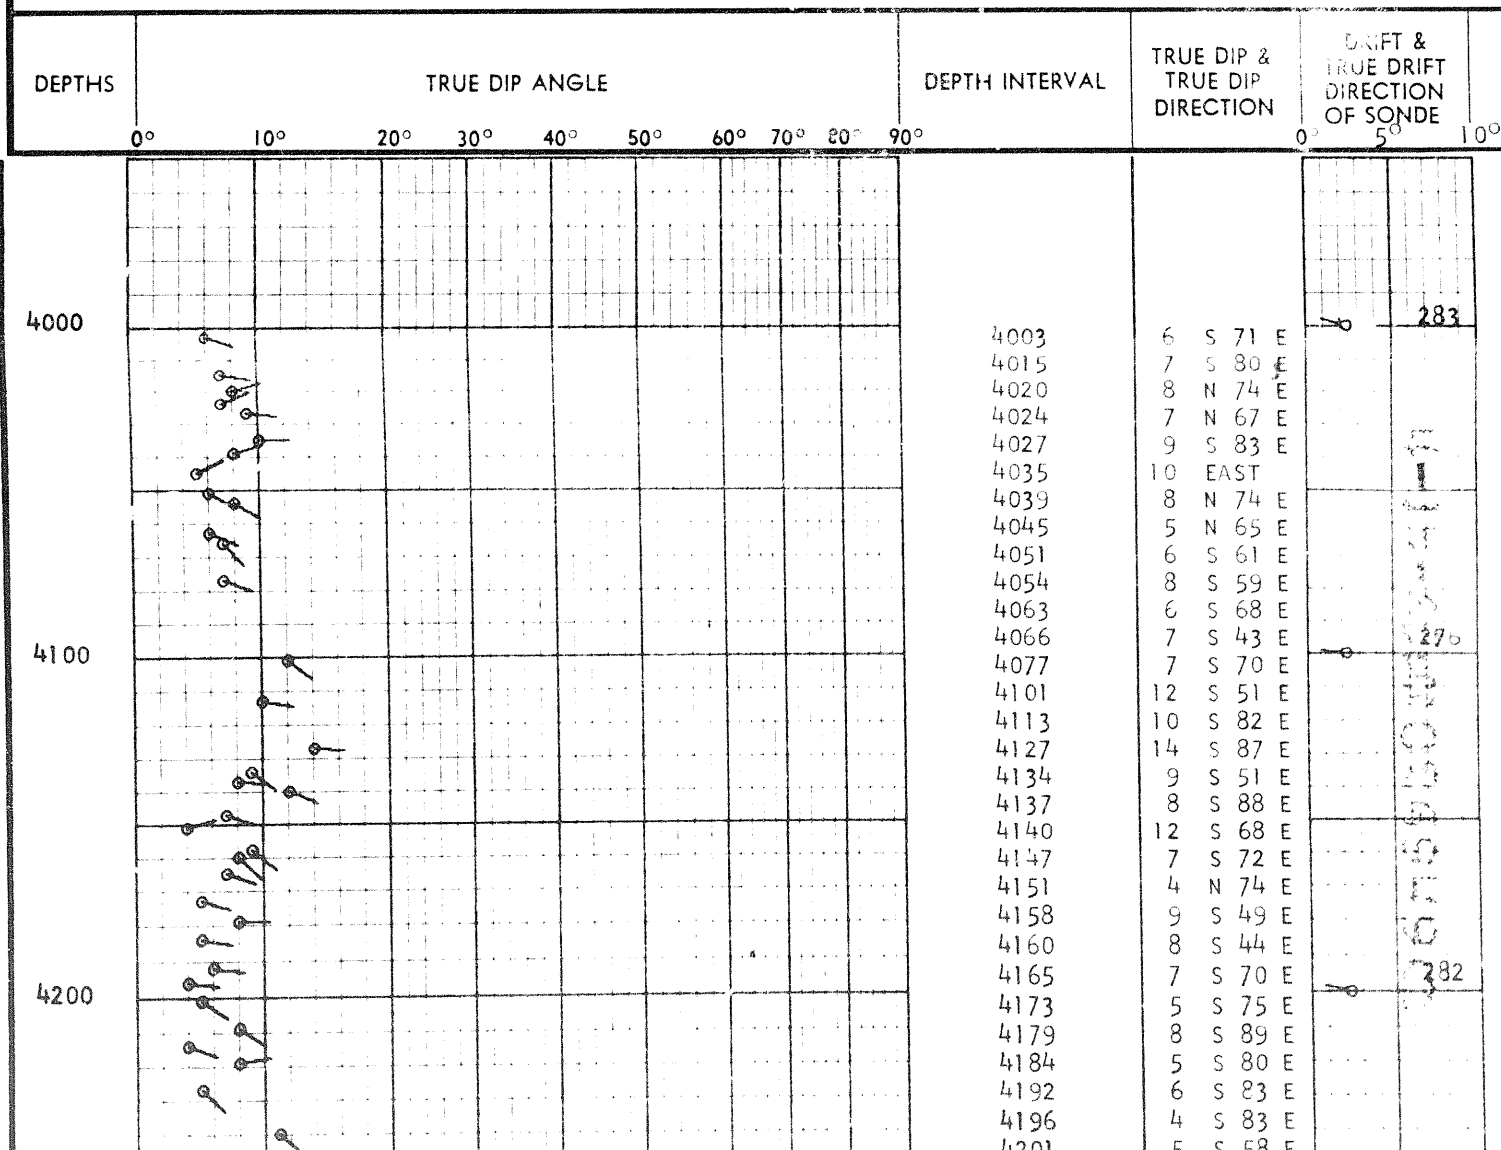 DEPTHS TRUE DIP ANGLE DEPTH INTERVAL TRUE DIP & TRUE DIP DIRECTION DRIFT & TRUE DRIFT DIRECTION OF SONDE
0° 10° 20° 30° 40° 50° 60° 70° 80° 90° 0° 5° 10°
4000 283
4003 6 S 71 E
4015 7 S 80 E
4020 8 N 74 E
4024 7 N 67 E
4027 9 S 83 E
4035 10 EAST
4039 8 N 74 E
4045 5 N 65 E
4051 6 S 61 E
4054 8 S 59 E
4063 6 S 68 E
4066 7 S 43 E
4100 276
4077 7 S 70 E
4101 12 S 51 E
4113 10 S 82 E
4127 14 S 87 E
4134 9 S 51 E
4137 8 S 88 E
4140 12 S 68 E
4147 7 S 72 E
4151 4 N 74 E
4158 9 S 49 E
4160 8 S 44 E
4165 7 S 70 E
4200 282
4173 5 S 75 E
4179 8 S 89 E
4184 5 S 80 E
4192 6 S 83 E
4196 4 S 83 E
4201 5 S 58 E